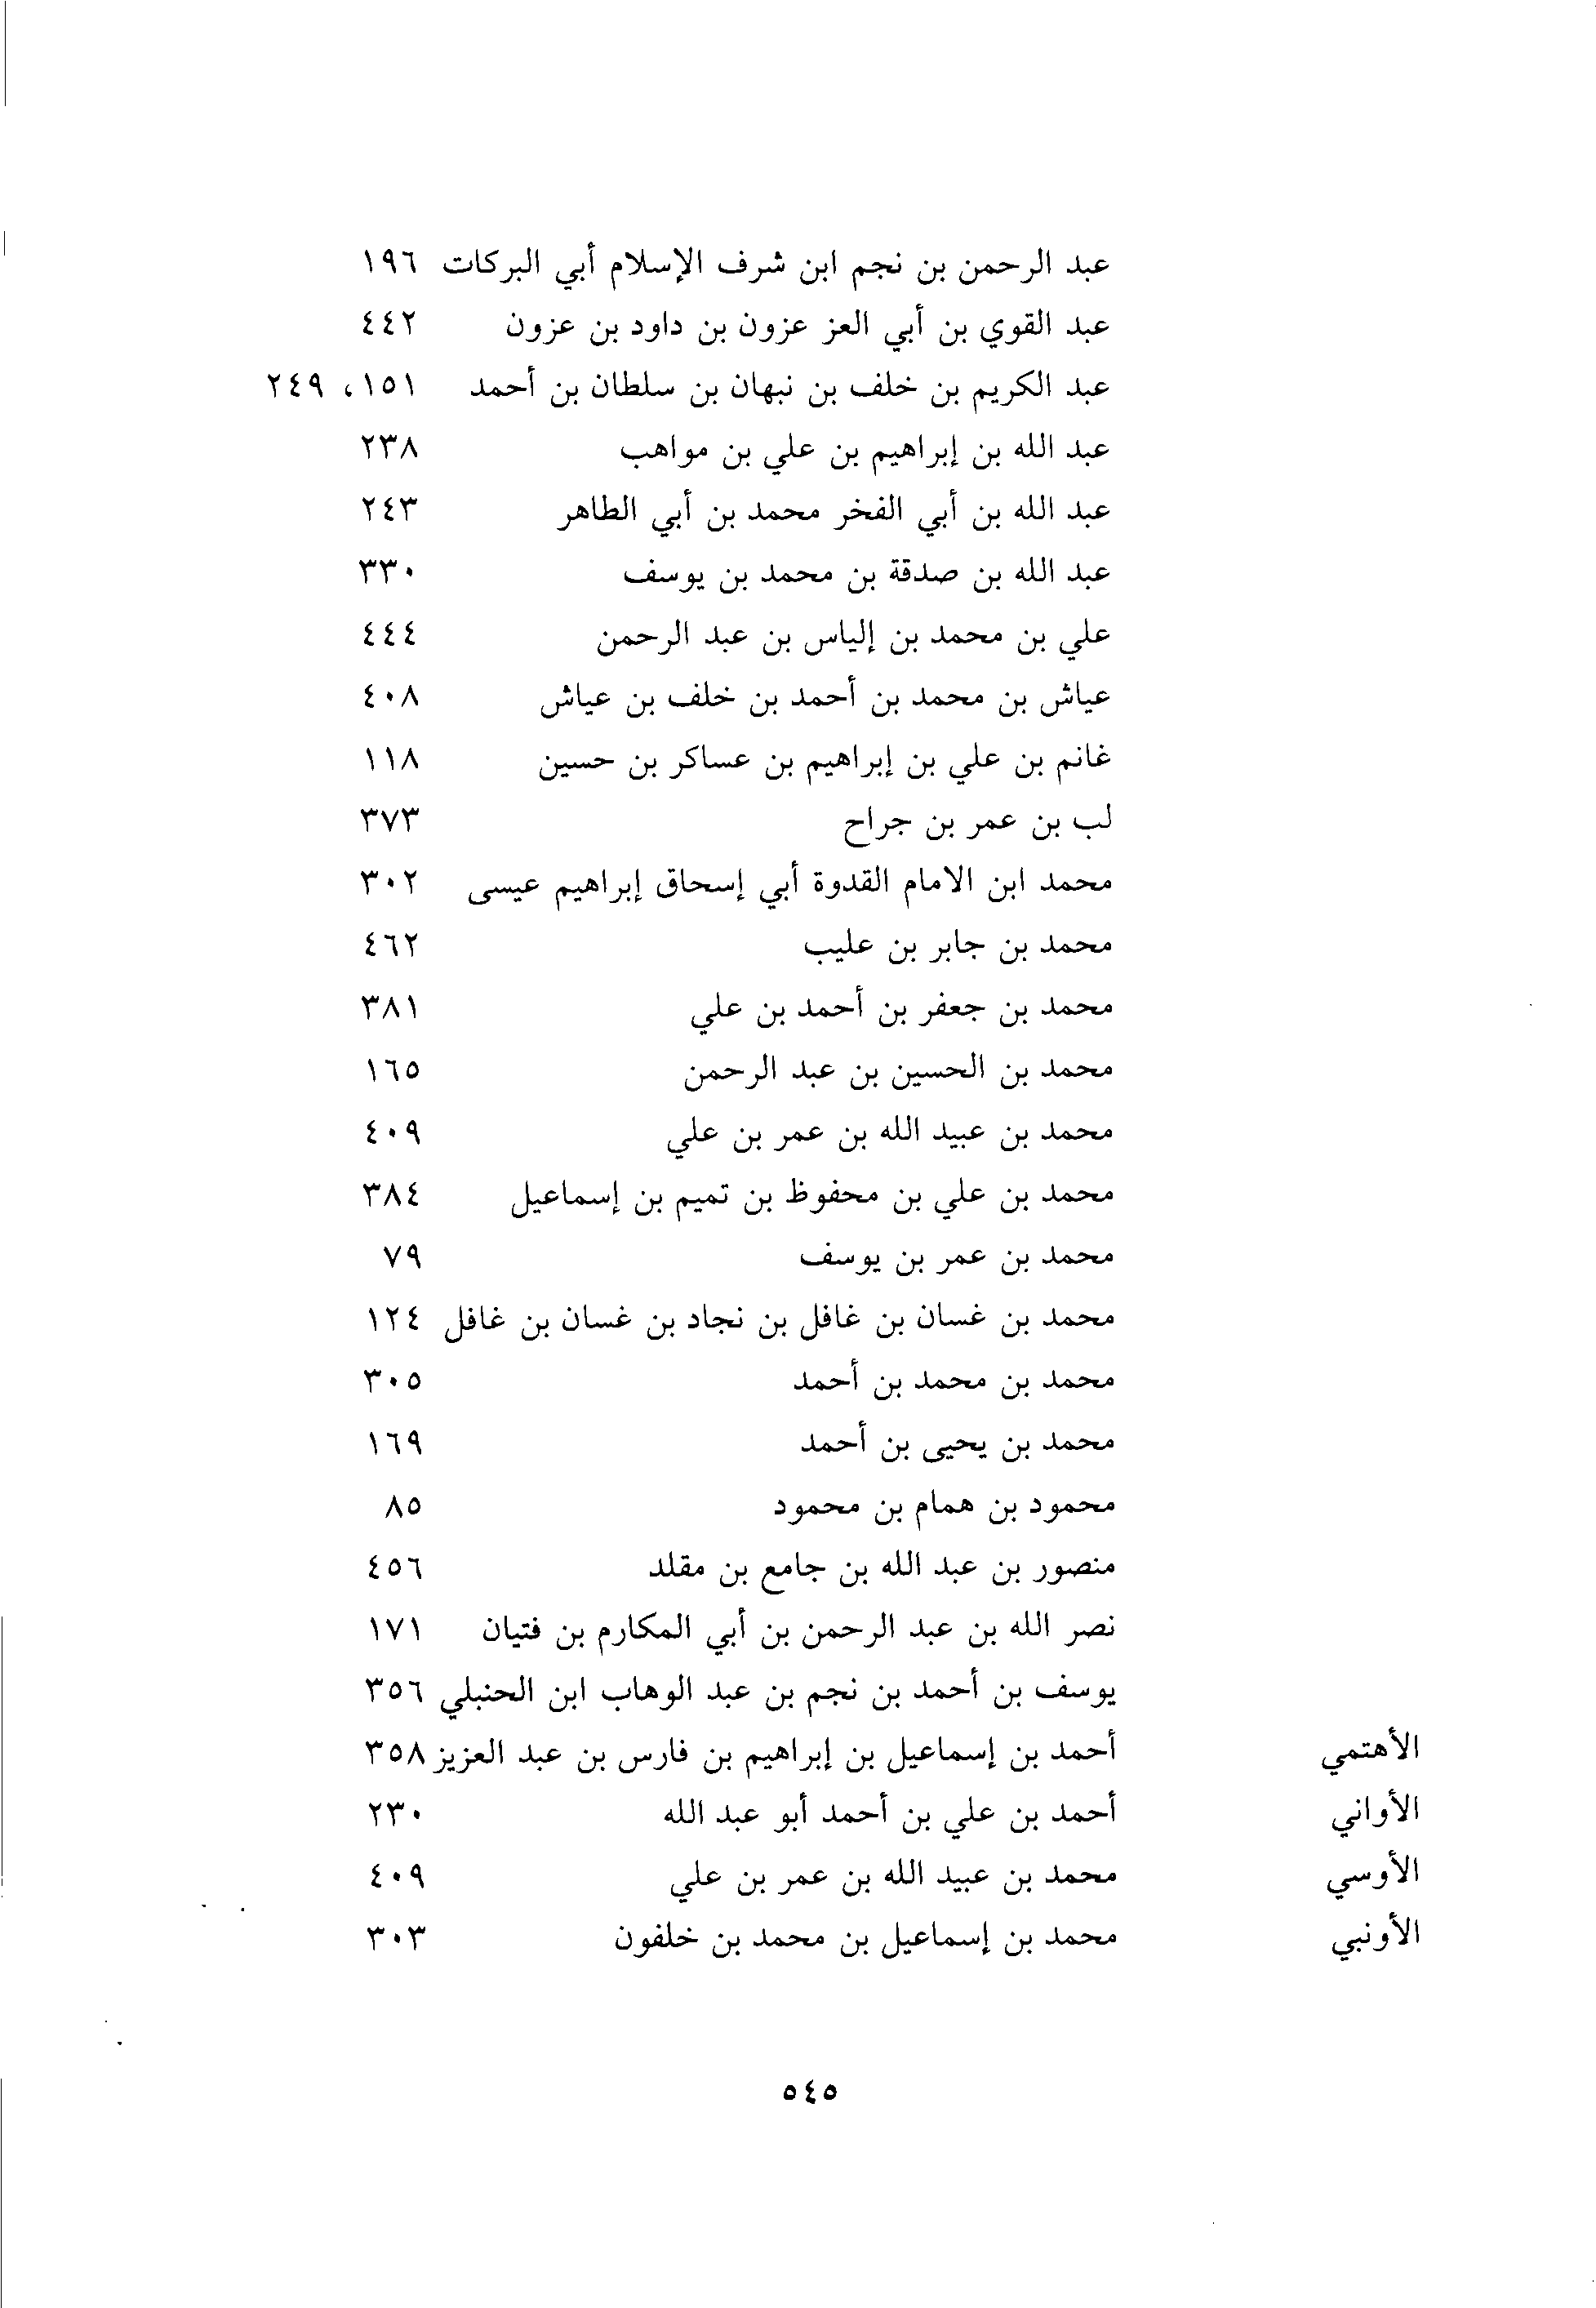 عبد الرحمن بن نجم ابن شرف الإسلام أبي البركات ١٩٦
عبد القوي بن أبي العز عزون بن داود بن عزون ٤٤٢
عبد الكريم بن خلف بن نبهان بن سلطان بن أحمد ١٥١، ٢٤٩
عبد الله بن إبراهيم بن علي بن مواهب ٢٣٨
عبد الله بن أبي الفخر محمد بن أبي الطاهر ٢٤٣
عبد الله بن صدقة بن محمد بن يوسف ٣٣٠
علي بن محمد بن إلياس بن عبد الرحمن ٤٤٤
عياش بن محمد بن أحمد بن خلف بن عياش ٤٠٨
غانم بن علي بن إبراهيم بن عساكر بن حسين ١١٨
لب بن عمر بن جراح ٣٧٣
محمد ابن الامام القدوة أبي إسحاق إبراهيم عيسى ٣٠٢
محمد بن جابر بن عليب ٤٦٢
محمد بن جعفر بن أحمد بن علي ٣٨١
محمد بن الحسين بن عبد الرحمن ١٦٥
محمد بن عبيد الله بن عمر بن علي ٤٠٩
محمد بن علي بن محفوظ بن تميم بن إسماعيل ٣٨٤
محمد بن عمر بن يوسف ٧٩
محمد بن غسان بن غافل بن نجاد بن غسان بن غافل ١٢٤
محمد بن محمد بن أحمد ٣٠٥
محمد بن يحيى بن أحمد ١٦٩
محمود بن همام بن محمود ٨٥
منصور بن عبد الله بن جامع بن مقلد ٤٥٦
نصر الله بن عبد الرحمن بن أبي المكارم بن فتيان ١٧١
يوسف بن أحمد بن نجم بن عبد الوهاب ابن الحنبلي ٣٥٦
الأهتمي أحمد بن إسماعيل بن إبراهيم بن فارس بن عبد العزيز ٣٥٨
الأواني أحمد بن علي بن أحمد أبو عبد الله ٢٣٠
الأوسي محمد بن عبيد الله بن عمر بن علي ٤٠٩
الأونبي محمد بن إسماعيل بن محمد بن خلفون ٣٠٣
٥٤٥